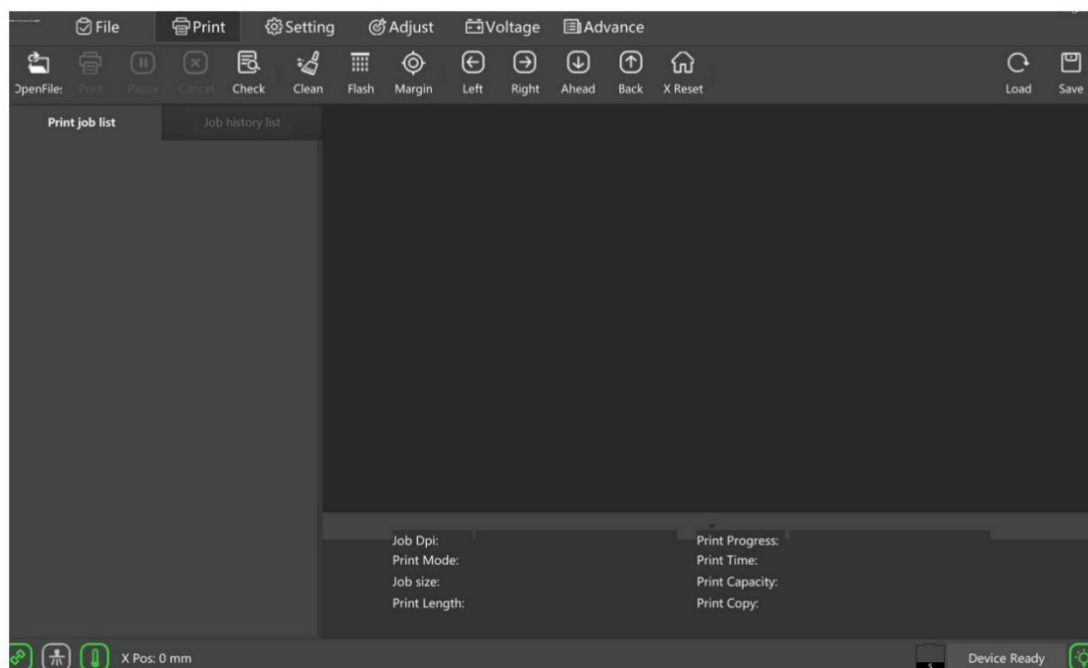 File Print Setting Adjust Voltage Advance
OpenFiles Print Pause Cancel Check Clean Flash Margin Left Right Ahead Back X Reset Load Save
Print job list Job history list
Job Dpi: Print Progress:
Print Mode: Print Time:
Job size: Print Capacity:
Print Length: Print Copy:
X Pos: 0 mm Device Ready